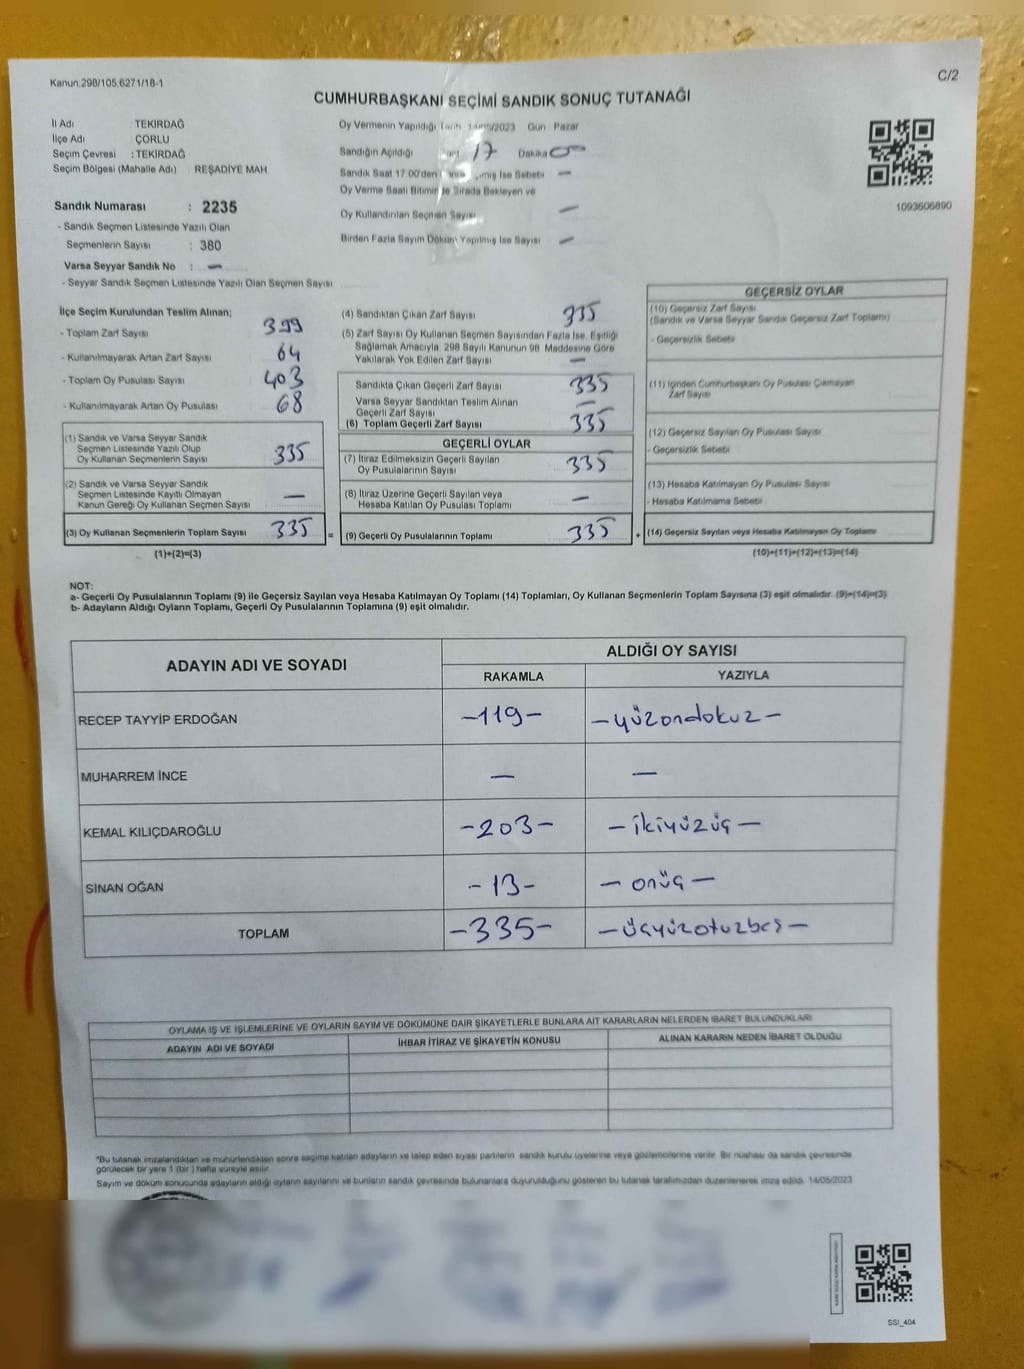 Kanun:298/105,6271/18-1
C/2
CUMHURBAŞKANI SEÇİMİ SANDIK SONUÇ TUTANAĞI
İl Adı : TEKİRDAĞ
İlçe Adı : ÇORLU
Seçim Çevresi : TEKİRDAĞ
Seçim Bölgesi (Mahalle Adı) : REŞADİYE MAH
Sandık Numarası : 2235
- Sandık Seçmen Listesinde Yazılı Olan
Seçmenlerin Sayısı : 380
Varsa Seyyar Sandık No : —
- Seyyar Sandık Seçmen Listesinde Yazılı Olan Seçmen Sayısı
Oy Vermenin Yapıldığı Tarih 14/05/2023 Gün Pazar
Sandığın Açıldığı 17 Dakika
Sandık Saat 17.00'den İse Sebebi —
Oy Verme Saati Bitiminde Sırada Bekleyen ve
Oy Kullandırılan Seçmen Sayısı —
Birden Fazla Sayım Döküm Yapılmış İse Sayısı —
1093606890
İlçe Seçim Kurulundan Teslim Alınan;
- Toplam Zarf Sayısı 399
- Kullanılmayarak Artan Zarf Sayısı 64
- Toplam Oy Pusulası Sayısı 403
- Kullanılmayarak Artan Oy Pusulası 68
(1) Sandık ve Varsa Seyyar Sandık
Seçmen Listesinde Yazılı Olup
Oy Kullanan Seçmenlerin Sayısı 335
(2) Sandık ve Varsa Seyyar Sandık
Seçmen Listesinde Kayıtlı Olmayan
Kanun Gereği Oy Kullanan Seçmen Sayısı —
(3) Oy Kullanan Seçmenlerin Toplam Sayısı 335 =
(1)+(2)=(3)
(4) Sandıktan Çıkan Zarf Sayısı 335
(5) Zarf Sayısı Oy Kullanan Seçmen Sayısından Fazla İse, Eşitliği
Sağlamak Amacıyla, 298 Sayılı Kanunun 98. Maddesine Göre
Yakılarak Yok Edilen Zarf Sayısı —
Sandıkta Çıkan Geçerli Zarf Sayısı 335
Varsa Seyyar Sandıktan Teslim Alınan
Geçerli Zarf Sayısı —
(6) Toplam Geçerli Zarf Sayısı 335
GEÇERLİ OYLAR
(7) İtiraz Edilmeksizin Geçerli Sayılan
Oy Pusulalarının Sayısı 335
(8) İtiraz Üzerine Geçerli Sayılan veya
Hesaba Katılan Oy Pusulası Toplamı —
(9) Geçerli Oy Pusulalarının Toplamı 335 +
GEÇERSİZ OYLAR
(10) Geçersiz Zarf Sayısı
(Sandık ve Varsa Seyyar Sandık Geçersiz Zarf Toplamı)
- Geçersizlik Sebebi
(11) İçinden Cumhurbaşkanı Oy Pusulası Çıkmayan
Zarf Sayısı
(12) Geçersiz Sayılan Oy Pusulası Sayısı
- Geçersizlik Sebebi
(13) Hesaba Katılmayan Oy Pusulası Sayısı
- Hesaba Katılmama Sebebi
(14) Geçersiz Sayılan veya Hesaba Katılmayan Oy Toplamı
(10)+(11)+(12)+(13)=(14)
NOT:
a- Geçerli Oy Pusulalarının Toplamı (9) ile Geçersiz Sayılan veya Hesaba Katılmayan Oy Toplamı (14) Toplamları, Oy Kullanan Seçmenlerin Toplam Sayısına (3) eşit olmalıdır. (9)+(14)=(3)
b- Adayların Aldığı Oyların Toplamı, Geçerli Oy Pusulalarının Toplamına (9) eşit olmalıdır.
ADAYIN ADI VE SOYADI
ALDIĞI OY SAYISI
RAKAMLA YAZIYLA
RECEP TAYYİP ERDOĞAN -119- -yüzondokuz-
MUHARREM İNCE — —
KEMAL KILIÇDAROĞLU -203- -ikiyüzüç-
SİNAN OĞAN -13- -onüç-
TOPLAM -335- -üçyüzotuzbeş-
OYLAMA İŞ VE İŞLEMLERİNE VE OYLARIN SAYIM VE DÖKÜMÜNE DAİR ŞİKAYETLERLE BUNLARA AİT KARARLARIN NELERDEN İBARET BULUNDUKLARI
ADAYIN ADI VE SOYADI İHBAR İTİRAZ VE ŞİKAYETİN KONUSU ALINAN KARARIN NEDEN İBARET OLDUĞU
*Bu tutanak imzalandıktan ve mühürlendikten sonra seçime katılan adayların ve talep eden siyasi partilerin sandık kurulu üyelerine veya gözlemcilerine verilir. Bir nüshası da sandık çevresinde
görülecek bir yere 1 (bir) hafta süreyle asılır.
Sayım ve döküm sonucunda adayların aldığı oyların sayılarını ve bunların sandık çevresinde bulunanlara duyurulduğunu gösteren bu tutanak tarafımızdan düzenlenerek imza edildi. 14/05/2023
SSI_404